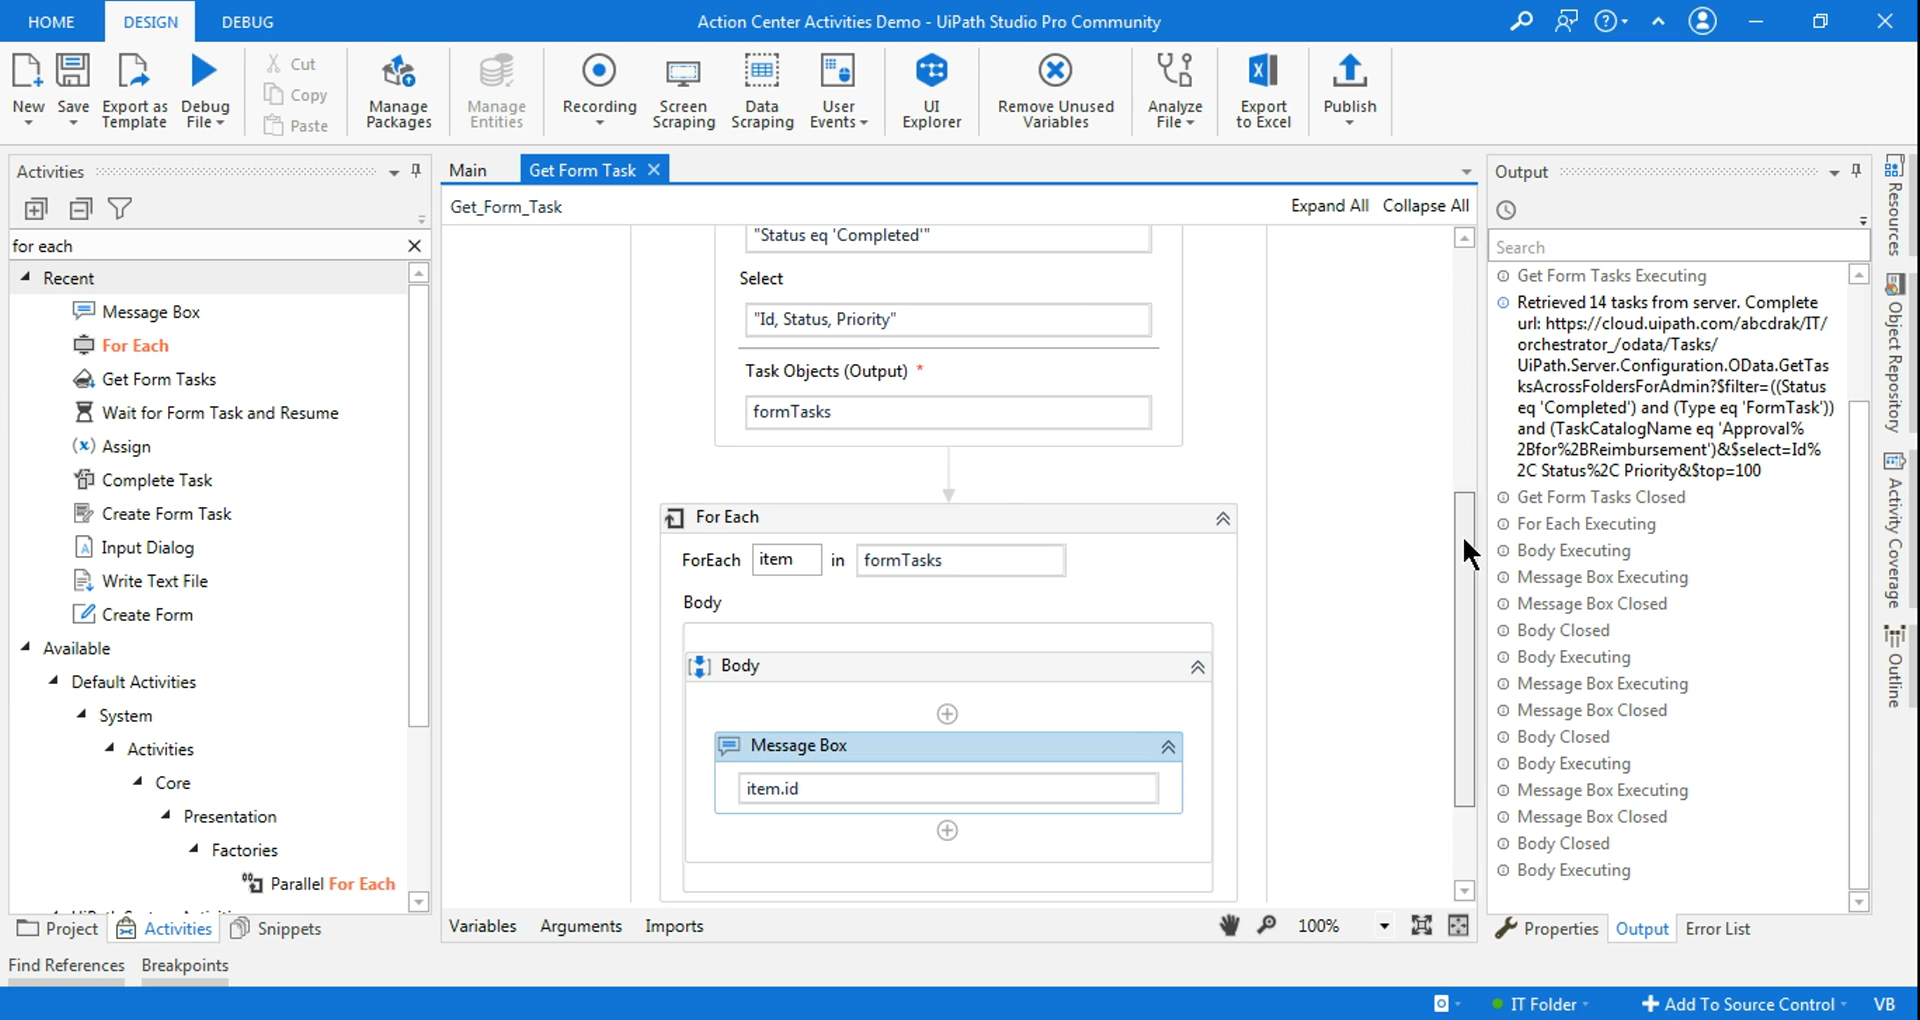 HOME
DESIGN
DEBUG
Action Center Activities Demo - UiPath Studio Pro Community
New
Save
Export as
Template
Debug
File
Cut
Copy
Paste
Manage
Packages
Manage
Entities
Recording
Screen
Scraping
Data
Scraping
User
Events
UI
Explorer
Remove Unused
Variables
Analyze
File
Export
to Excel
Publish
Activities
for each
Recent
Message Box
For Each
Get Form Tasks
Wait for Form Task and Resume
Assign
Complete Task
Create Form Task
Input Dialog
Write Text File
Create Form
Available
Default Activities
System
Activities
Core
Presentation
Factories
Parallel For Each
Project
Activities
Snippets
Find References
Breakpoints
Main
Get Form Task
Get_Form_Task
Expand All
Collapse All
"Status eq 'Completed'"
Select
"Id, Status, Priority"
Task Objects (Output) *
formTasks
For Each
ForEach
item
in
formTasks
Body
Body
Message Box
item.id
Variables
Arguments
Imports
100%
Output
Search
Get Form Tasks Executing
Retrieved 14 tasks from server. Complete
url: https://cloud.uipath.com/abcdrak/IT/
orchestrator_/odata/Tasks/
UiPath.Server.Configuration.OData.GetTas
ksAcrossFoldersForAdmin?$filter=((Status
eq 'Completed') and (Type eq 'FormTask'))
and (TaskCatalogName eq 'Approval%
2Bfor%2BReimbursement')&$select=Id%
2C Status%2C Priority&$top=100
Get Form Tasks Closed
For Each Executing
Body Executing
Message Box Executing
Message Box Closed
Body Closed
Body Executing
Message Box Executing
Message Box Closed
Body Closed
Body Executing
Message Box Executing
Message Box Closed
Body Closed
Body Executing
Properties
Output
Error List
Resources
Object Repository
Activity Coverage
Outline
IT Folder
Add To Source Control
VB